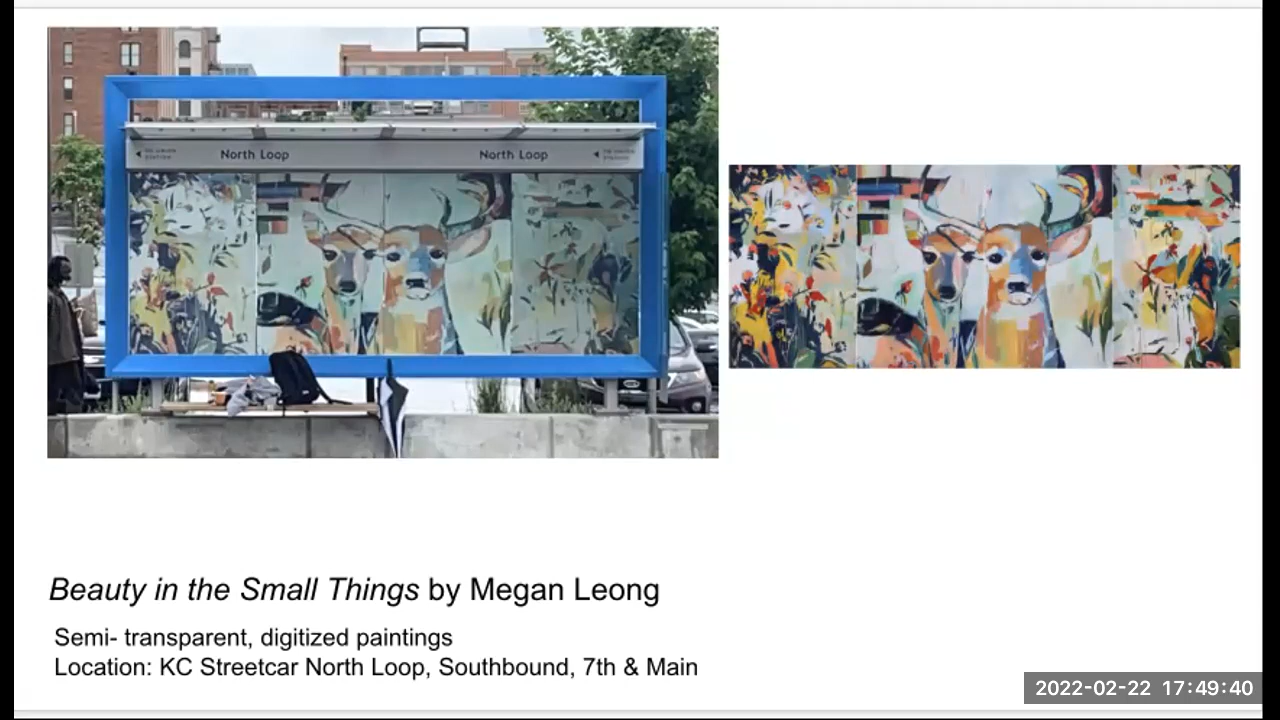 North Loop
North Loop
Beauty in the Small Things by Megan Leong
Semi- transparent, digitized paintings
Location: KC Streetcar North Loop, Southbound, 7th & Main
2022-02-22 17:49:40